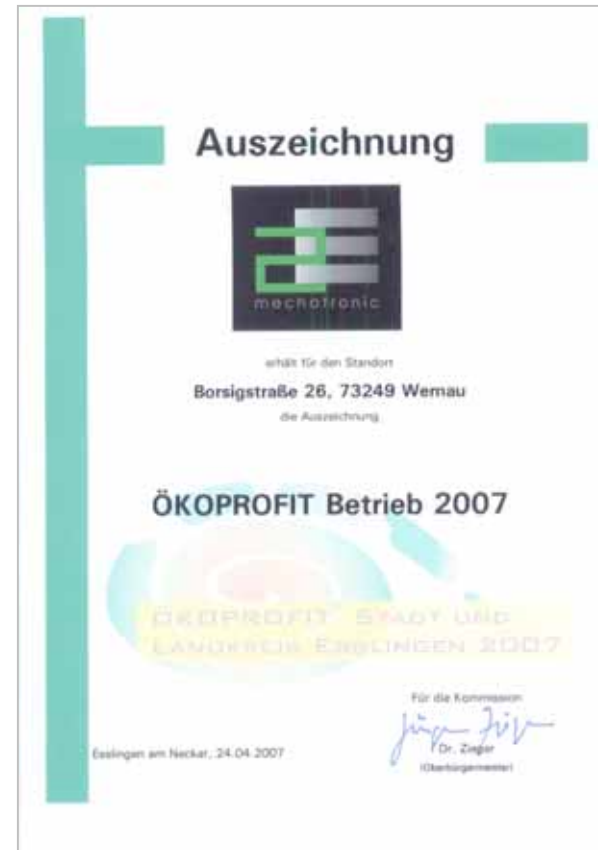 Auszeichnung
2E
mechatronic
erhält für den Standort
Borsigstraße 26, 73249 Wernau
die Auszeichnung
ÖKOPROFIT Betrieb 2007
ÖKOPROFIT STADT UND
LANDKREIS ESSLINGEN 2007
Für die Kommission
Esslingen am Neckar, 24.04.2007
Dr. Zieger
(Oberbürgermeister)